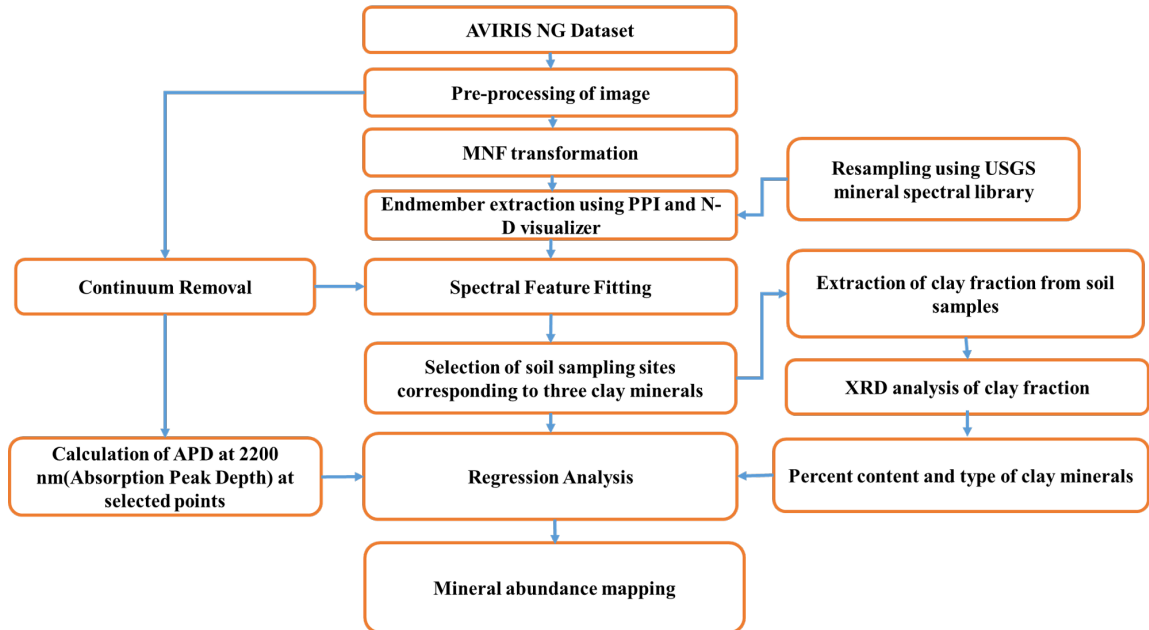 AVIRIS NG Dataset
Pre-processing of image
MNF transformation
Resampling using USGS
mineral spectral library
Endmember extraction using PPI and N-
D visualizer
Continuum Removal
Spectral Feature Fitting
Extraction of clay fraction from soil
samples
Selection of soil sampling sites
corresponding to three clay minerals
XRD analysis of clay fraction
Calculation of APD at 2200
nm(Absorption Peak Depth) at
selected points
Regression Analysis
Percent content and type of clay minerals
Mineral abundance mapping